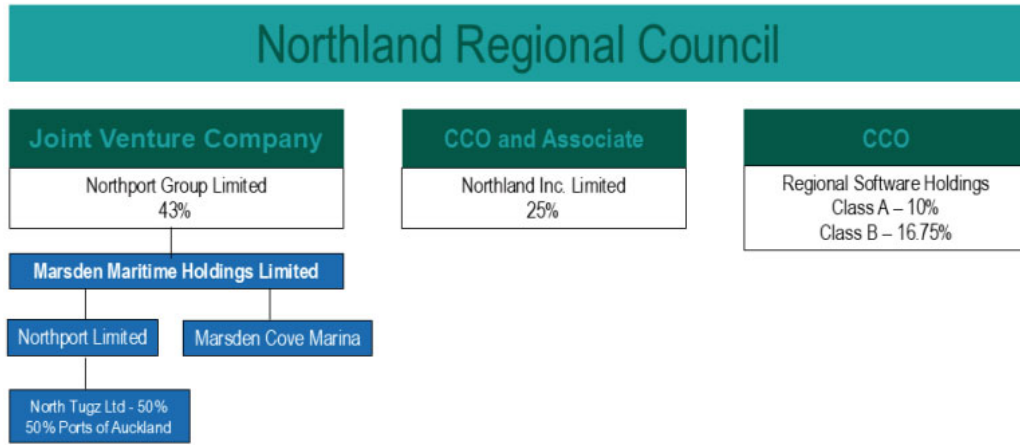 Northland Regional Council
Joint Venture Company
Northport Group Limited
43%
Marsden Maritime Holdings Limited
Northport Limited
Marsden Cove Marina
North Tugz Ltd - 50%
50% Ports of Auckland
CCO and Associate
Northland Inc. Limited
25%
CCO
Regional Software Holdings
Class A – 10%
Class B – 16.75%